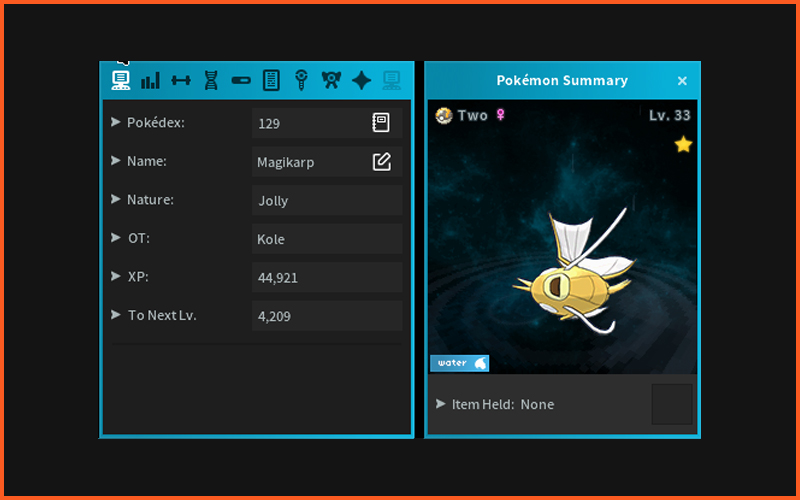 Pokédex: 129
Name: Magikarp
Nature: Jolly
OT: Kole
XP: 44,921
To Next Lv. 4,209
Pokémon Summary
Two ♀ Lv. 33
water
Item Held: None